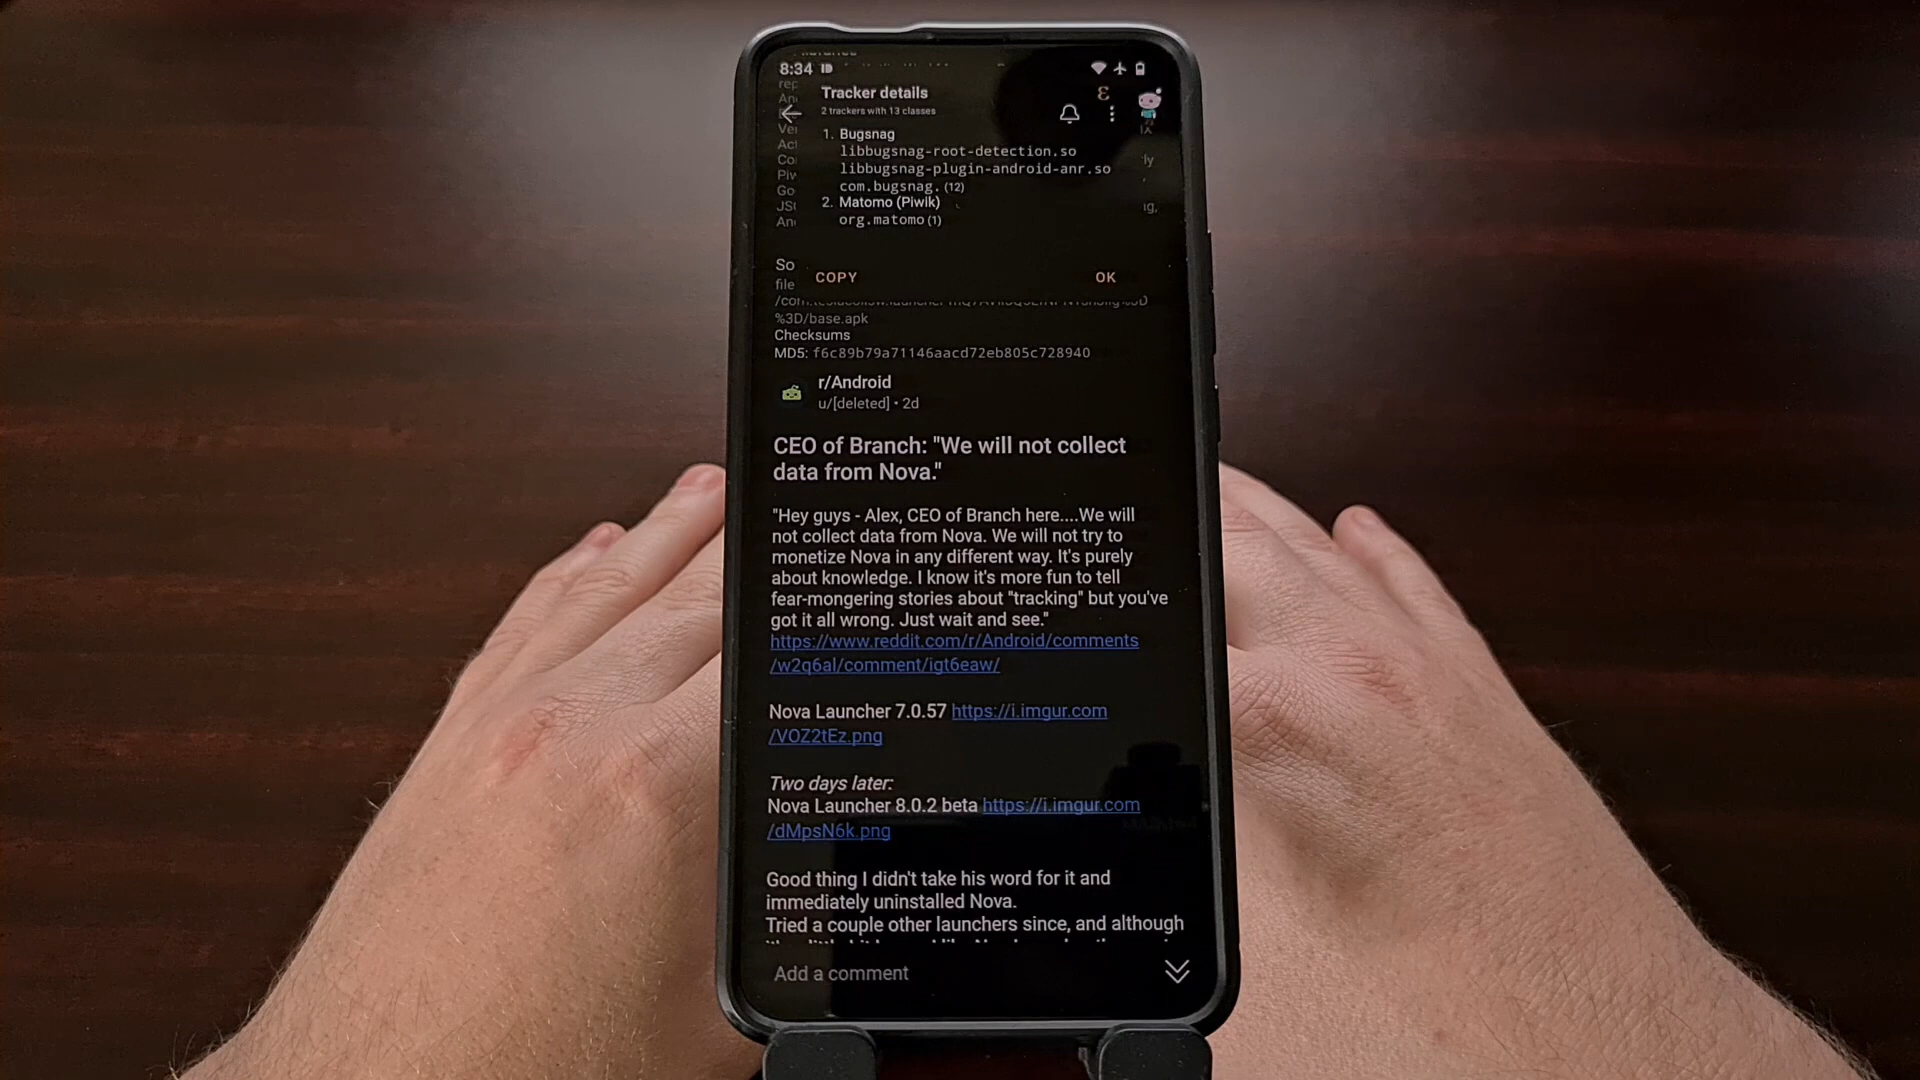 8:34
Tracker details
2 trackers with 13 classes
1. Bugsnag
libbugsnag-root-detection.so
libbugsnag-plugin-android-anr.so
com.bugsnag. (12)
2. Matomo (Piwik)
org.matomo (1)
So
file
COPY
OK
%3D/base.apk
Checksums
MD5: f6c89b79a71146aacd72eb805c728940
r/Android
u/[deleted] • 2d
CEO of Branch: "We will not collect
data from Nova."
"Hey guys - Alex, CEO of Branch here....We will
not collect data from Nova. We will not try to
monetize Nova in any different way. It's purely
about knowledge. I know it's more fun to tell
fear-mongering stories about "tracking" but you've
got it all wrong. Just wait and see."
https://www.reddit.com/r/Android/comments
/w2q6al/comment/igt6eaw/
Nova Launcher 7.0.57 https://i.imgur.com
/VOZ2tEz.png
Two days later:
Nova Launcher 8.0.2 beta https://i.imgur.com
/dMpsN6k.png
Good thing I didn't take his word for it and
immediately uninstalled Nova.
Tried a couple other launchers since, and although
Add a comment